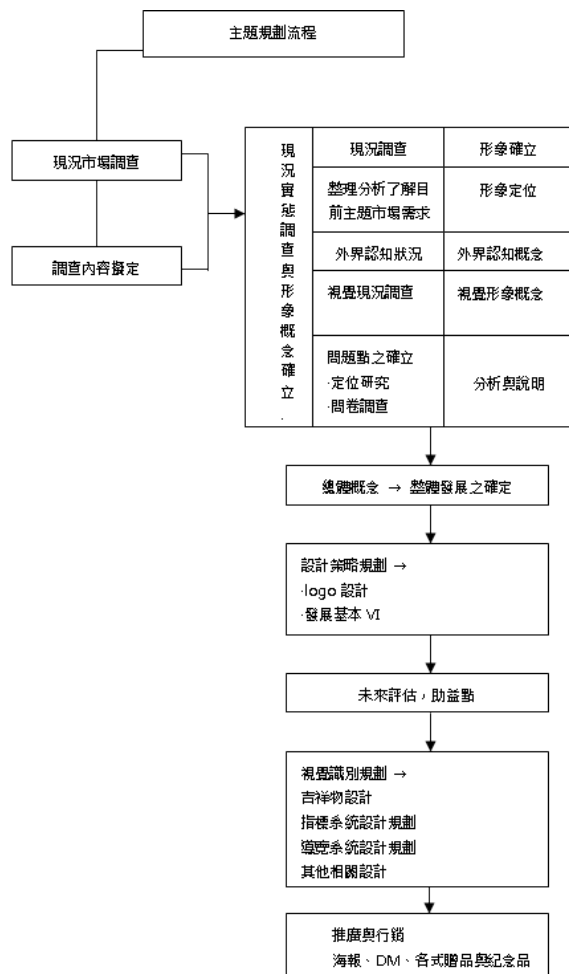 主題規劃流程
現況市場調查
調查內容擬定
現況實態調查與形象概念確立.
現況調查
形象確立
整理分析了解目
前主題市場需求
形象定位
外界認知狀況
外界認知概念
視覺現況調查
視覺形象概念
問題點之確立
·定位研究
·問卷調查
分析與說明
總體概念 → 整體發展之確定
設計策略規劃 →
·logo 設計
·發展基本 VI
未來評估，助益點
視覺識別規劃 →
吉祥物設計
指標系統設計規劃
導覽系統設計規劃
其他相關設計
推廣與行銷
海報、DM、各式贈品與紀念品